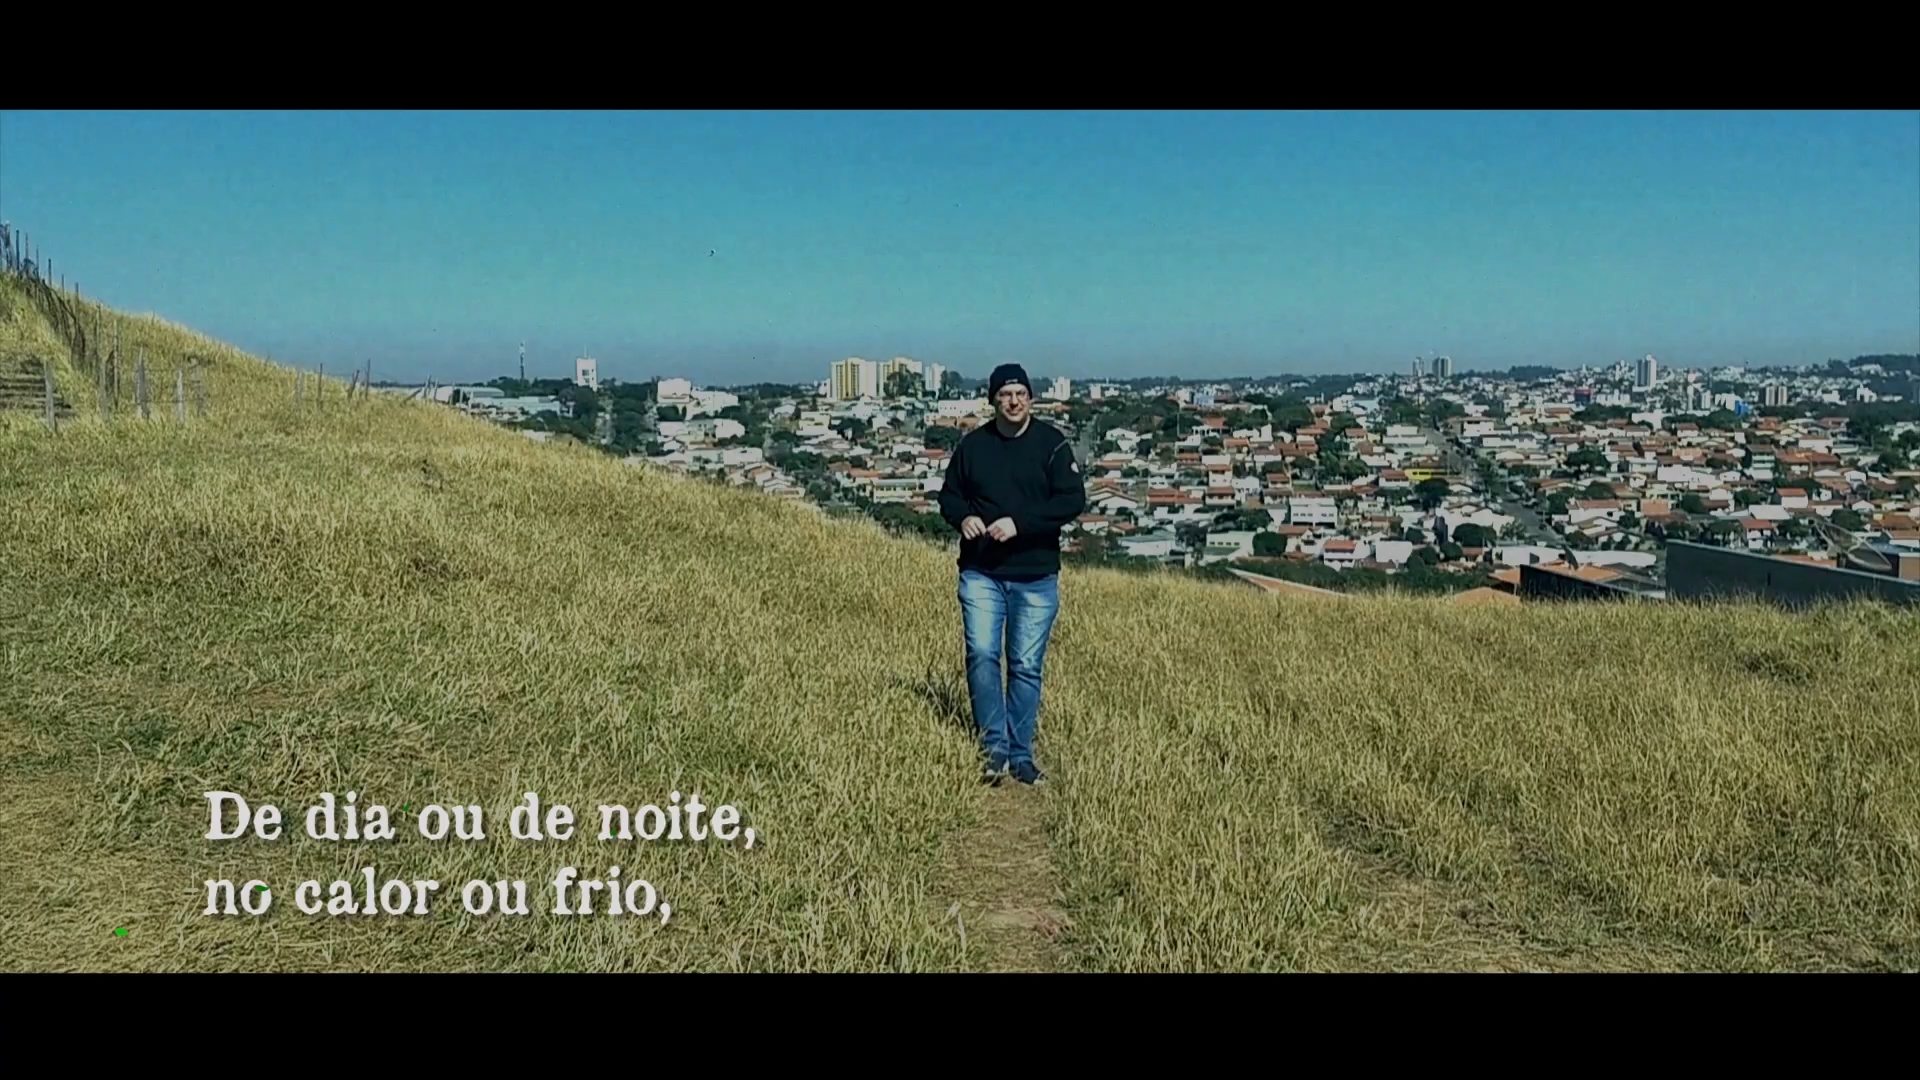 De dia ou de noite,
no calor ou frio,